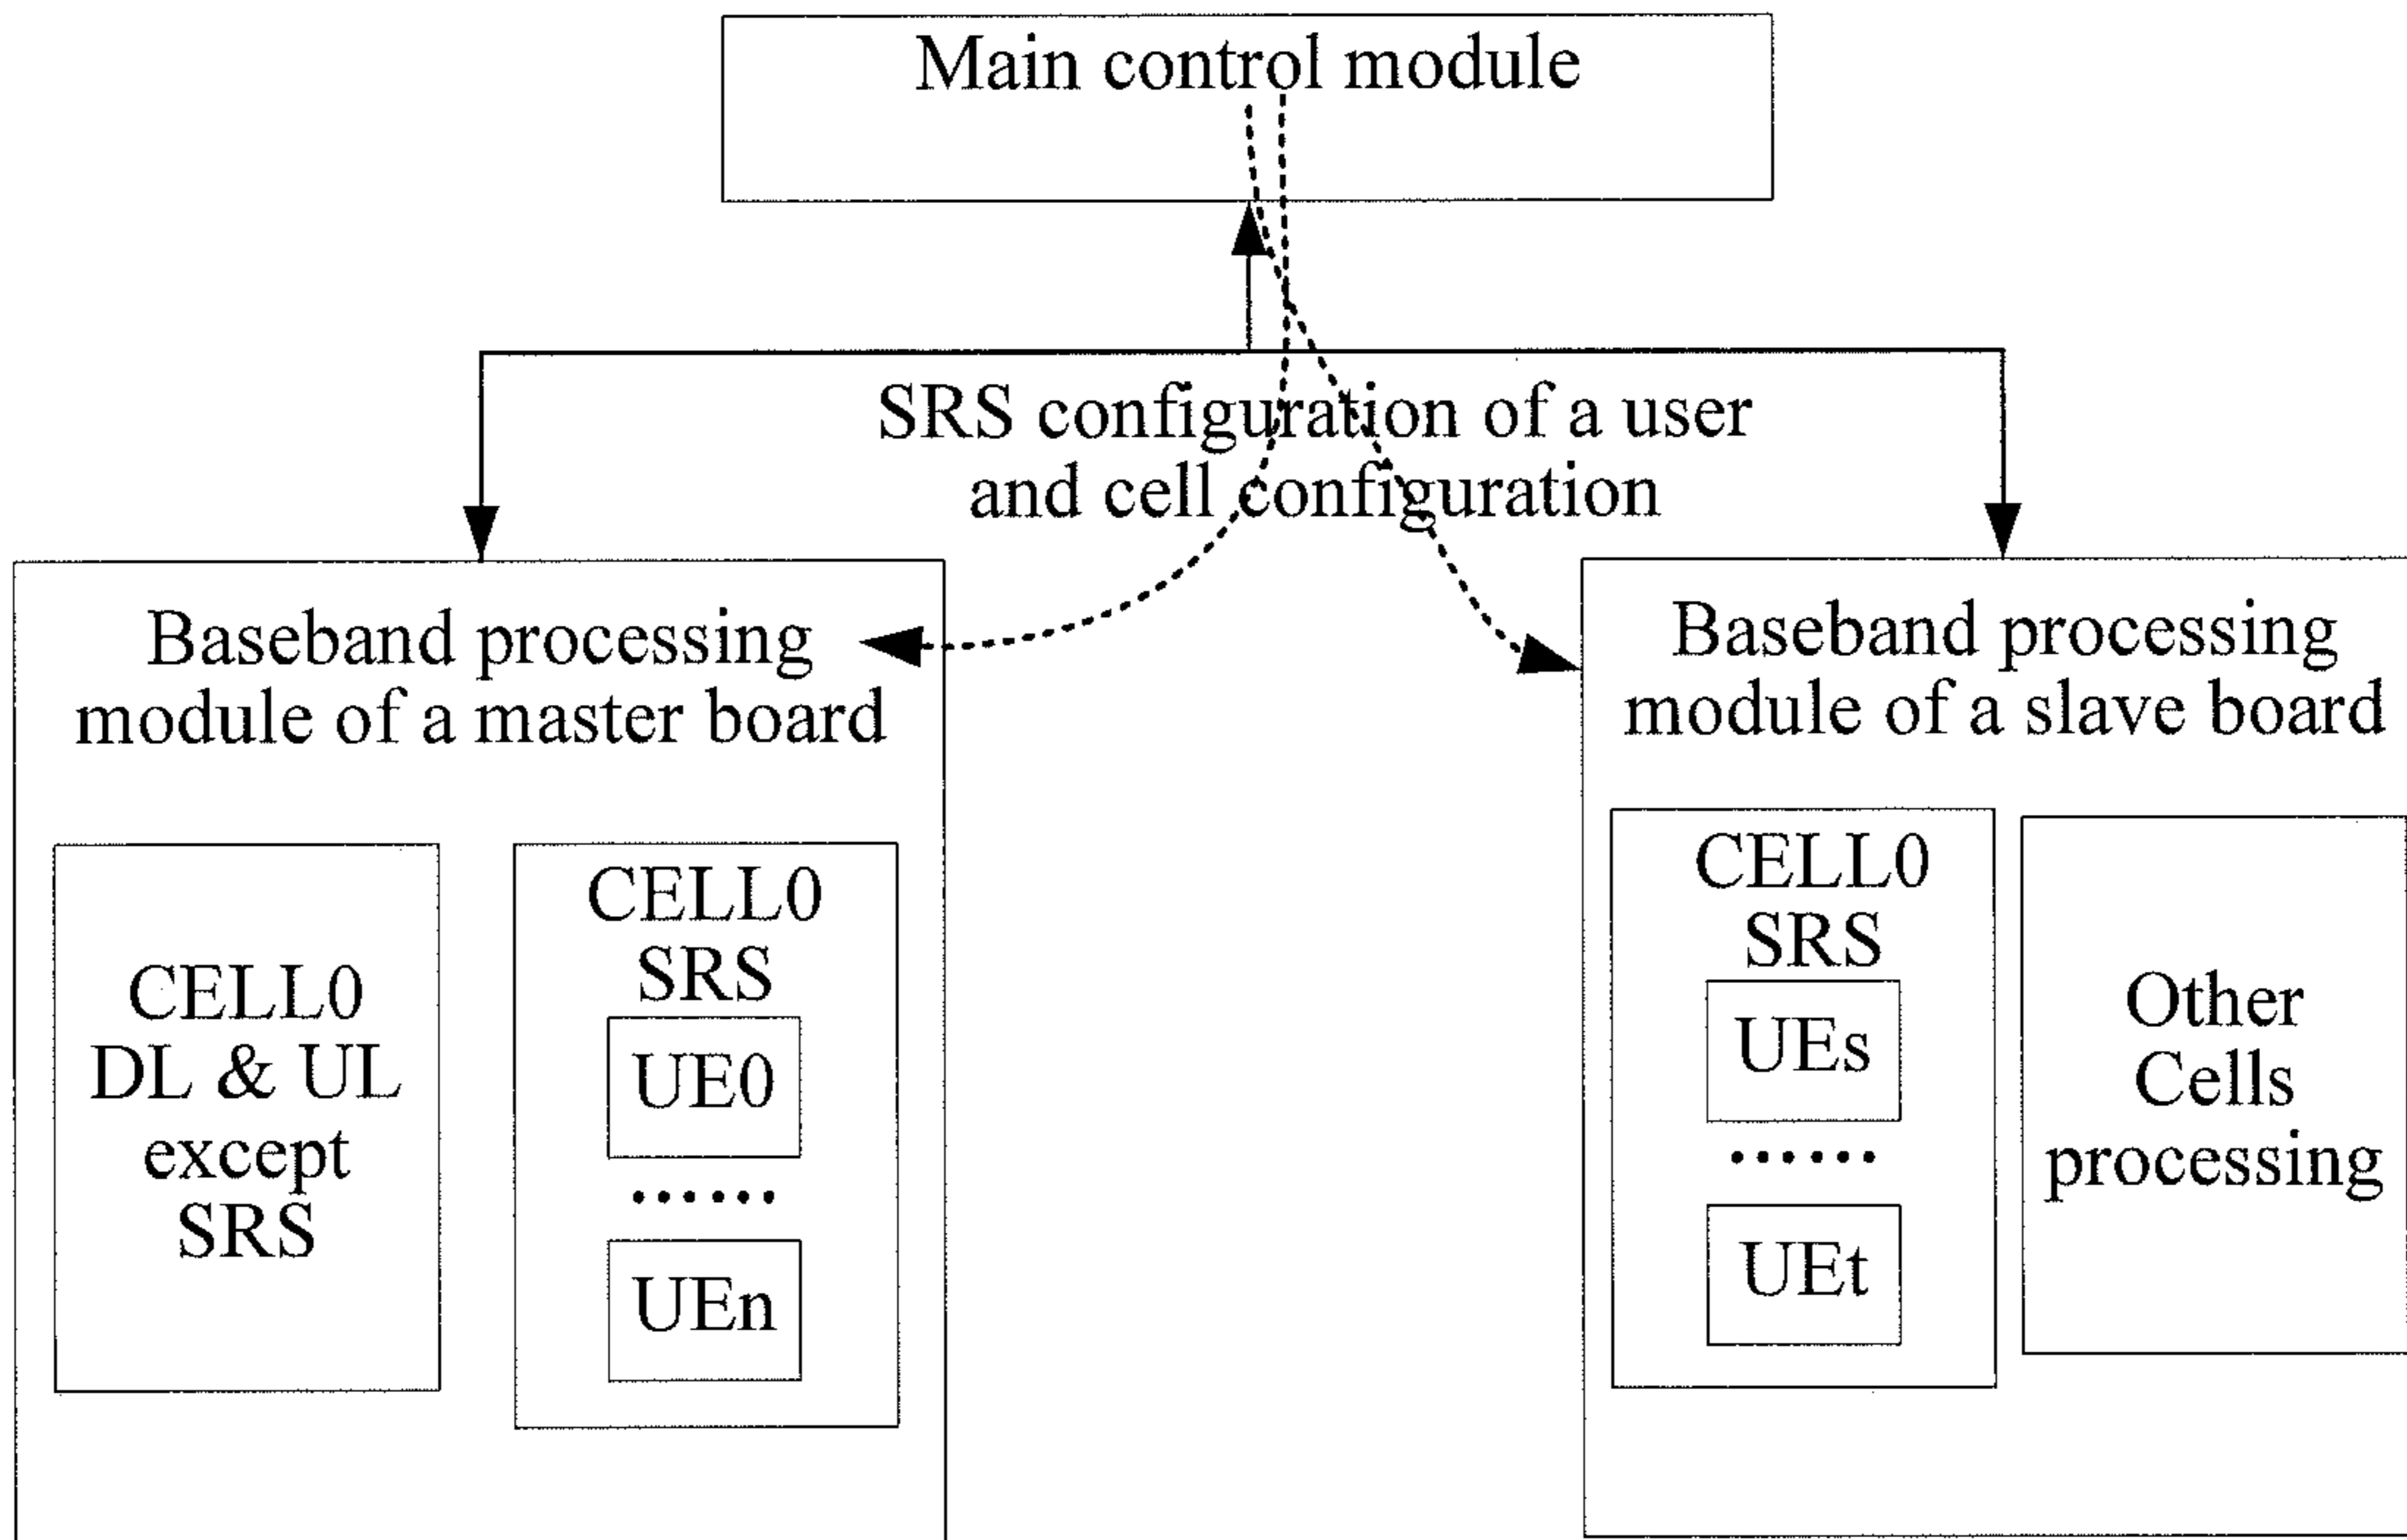 Main control module
SRS configuration of a user
and cell configuration
Baseband processing
module of a master board
CELL0
DL & UL
except
SRS
CELL0
SRS
UE0
......
UEn
Baseband processing
module of a slave board
CELL0
SRS
UEs
......
UEt
Other
Cells
processing